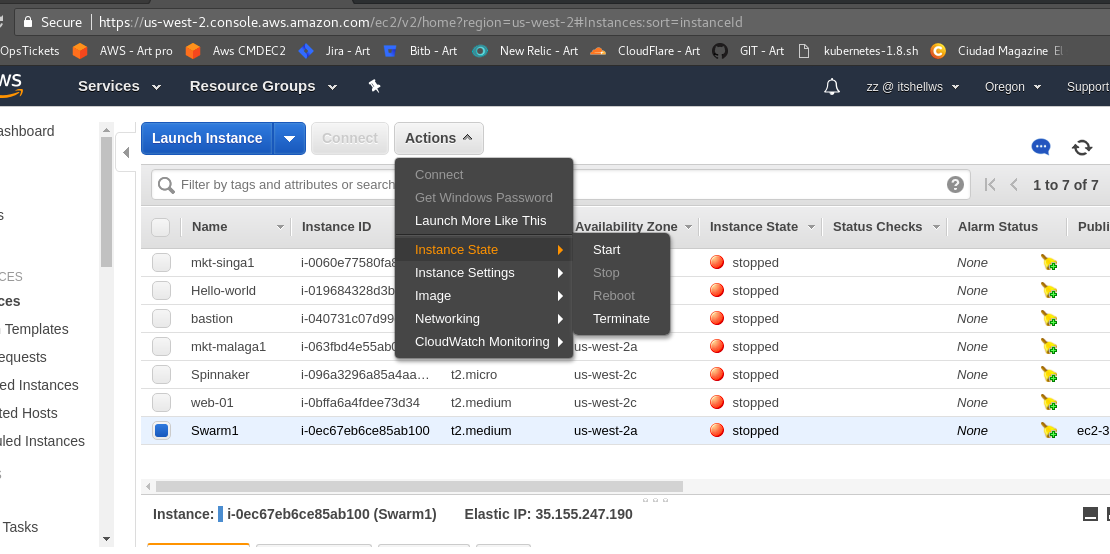 Secure https://us-west-2.console.aws.amazon.com/ec2/v2/home?region=us-west-2#Instances:sort=instanceId
OpsTickets AWS - Art pro Aws CMDEC2 Jira - Art Bitb - Art New Relic - Art CloudFlare - Art GIT - Art kubernetes-1.8.sh Ciudad Magazine El
WS Services Resource Groups zz @ itshellws Oregon Support
ashboard
Launch Instance Connect Actions
Connect
Get Windows Password
Launch More Like This
Instance State
Instance Settings
Image
Networking
CloudWatch Monitoring
Start
Stop
Reboot
Terminate
Filter by tags and attributes or search 1 to 7 of 7
Name Instance ID Availability Zone Instance State Status Checks Alarm Status Publi
mkt-singa1 i-0060e77580fa8 stopped None
Hello-world i-019684328d3b stopped None
bastion i-040731c07d99 stopped None
mkt-malaga1 i-063fbd4e55ab0 us-west-2a stopped None
Spinnaker i-096a3296a85a4aa… t2.micro us-west-2c stopped None
web-01 i-0bffa6a4fdee73d34 t2.medium us-west-2c stopped None
Swarm1 i-0ec67eb6ce85ab100 t2.medium us-west-2a stopped None ec2-3
s
CES
ces
n Templates
equests
ed Instances
ted Hosts
uled Instances
S
Tasks
Instance: i-0ec67eb6ce85ab100 (Swarm1) Elastic IP: 35.155.247.190